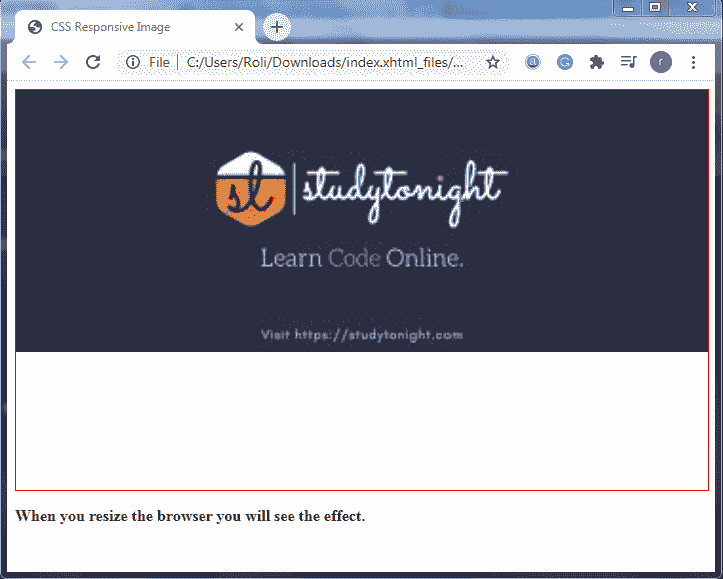 CSS Responsive Image
File | C:/Users/Roli/Downloads/index.xhtml_files/...
r
sl | studytonight
Learn Code Online.
Visit https://studytonight.com
When you resize the browser you will see the effect.